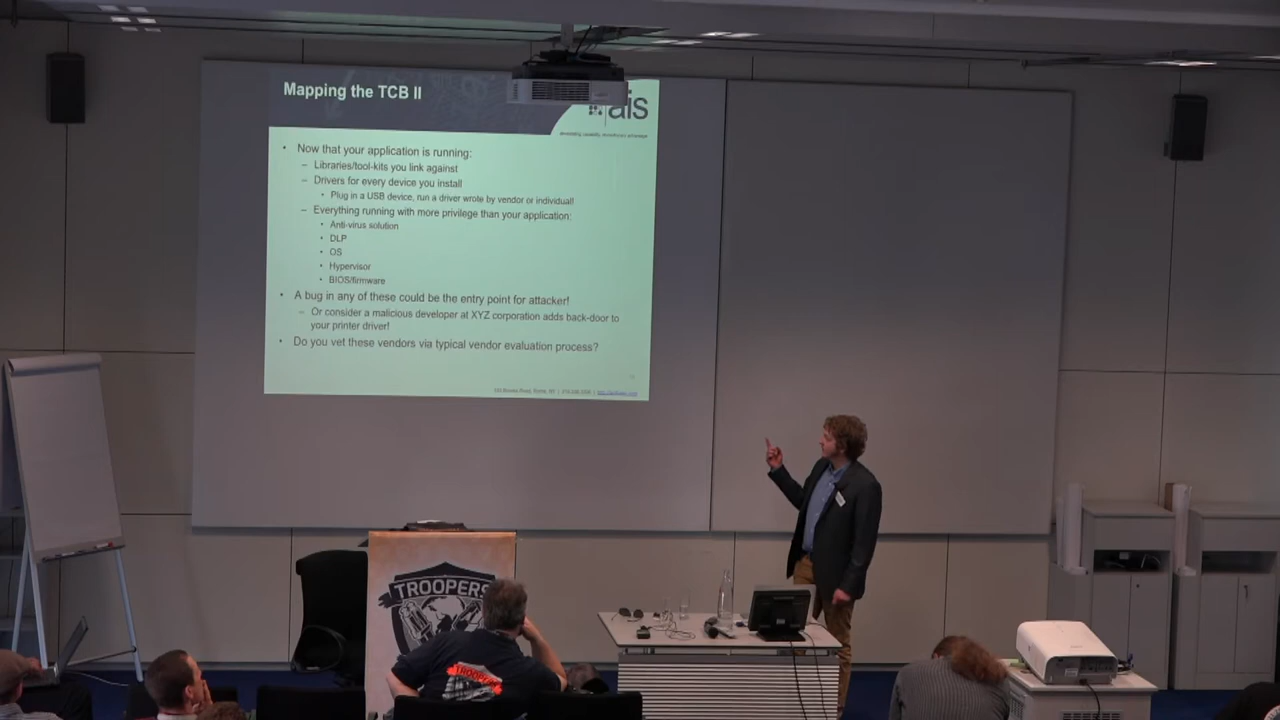 Mapping the TCB II
ais
• Now that your application is running:
– Libraries/tool-kits you link against
– Drivers for every device you install
• Plug in a USB device, run a driver wrote by vendor or individual!
– Everything running with more privilege than your application:
• Anti-virus solution
• DLP
• OS
• Hypervisor
• BIOS/firmware
• A bug in any of these could be the entry point for attacker!
– Or consider a malicious developer at XYZ corporation adds back-door to
your printer driver!
• Do you vet these vendors via typical vendor evaluation process?
TROOPERS
TROOPERS